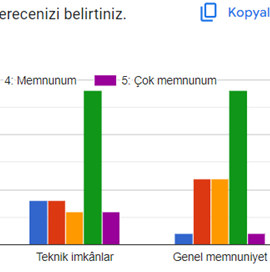 erecenizi belirtiniz.
Kopyal
4: Memnunum 5: Çok memnunum
Teknik imkânlar Genel memnuniyet